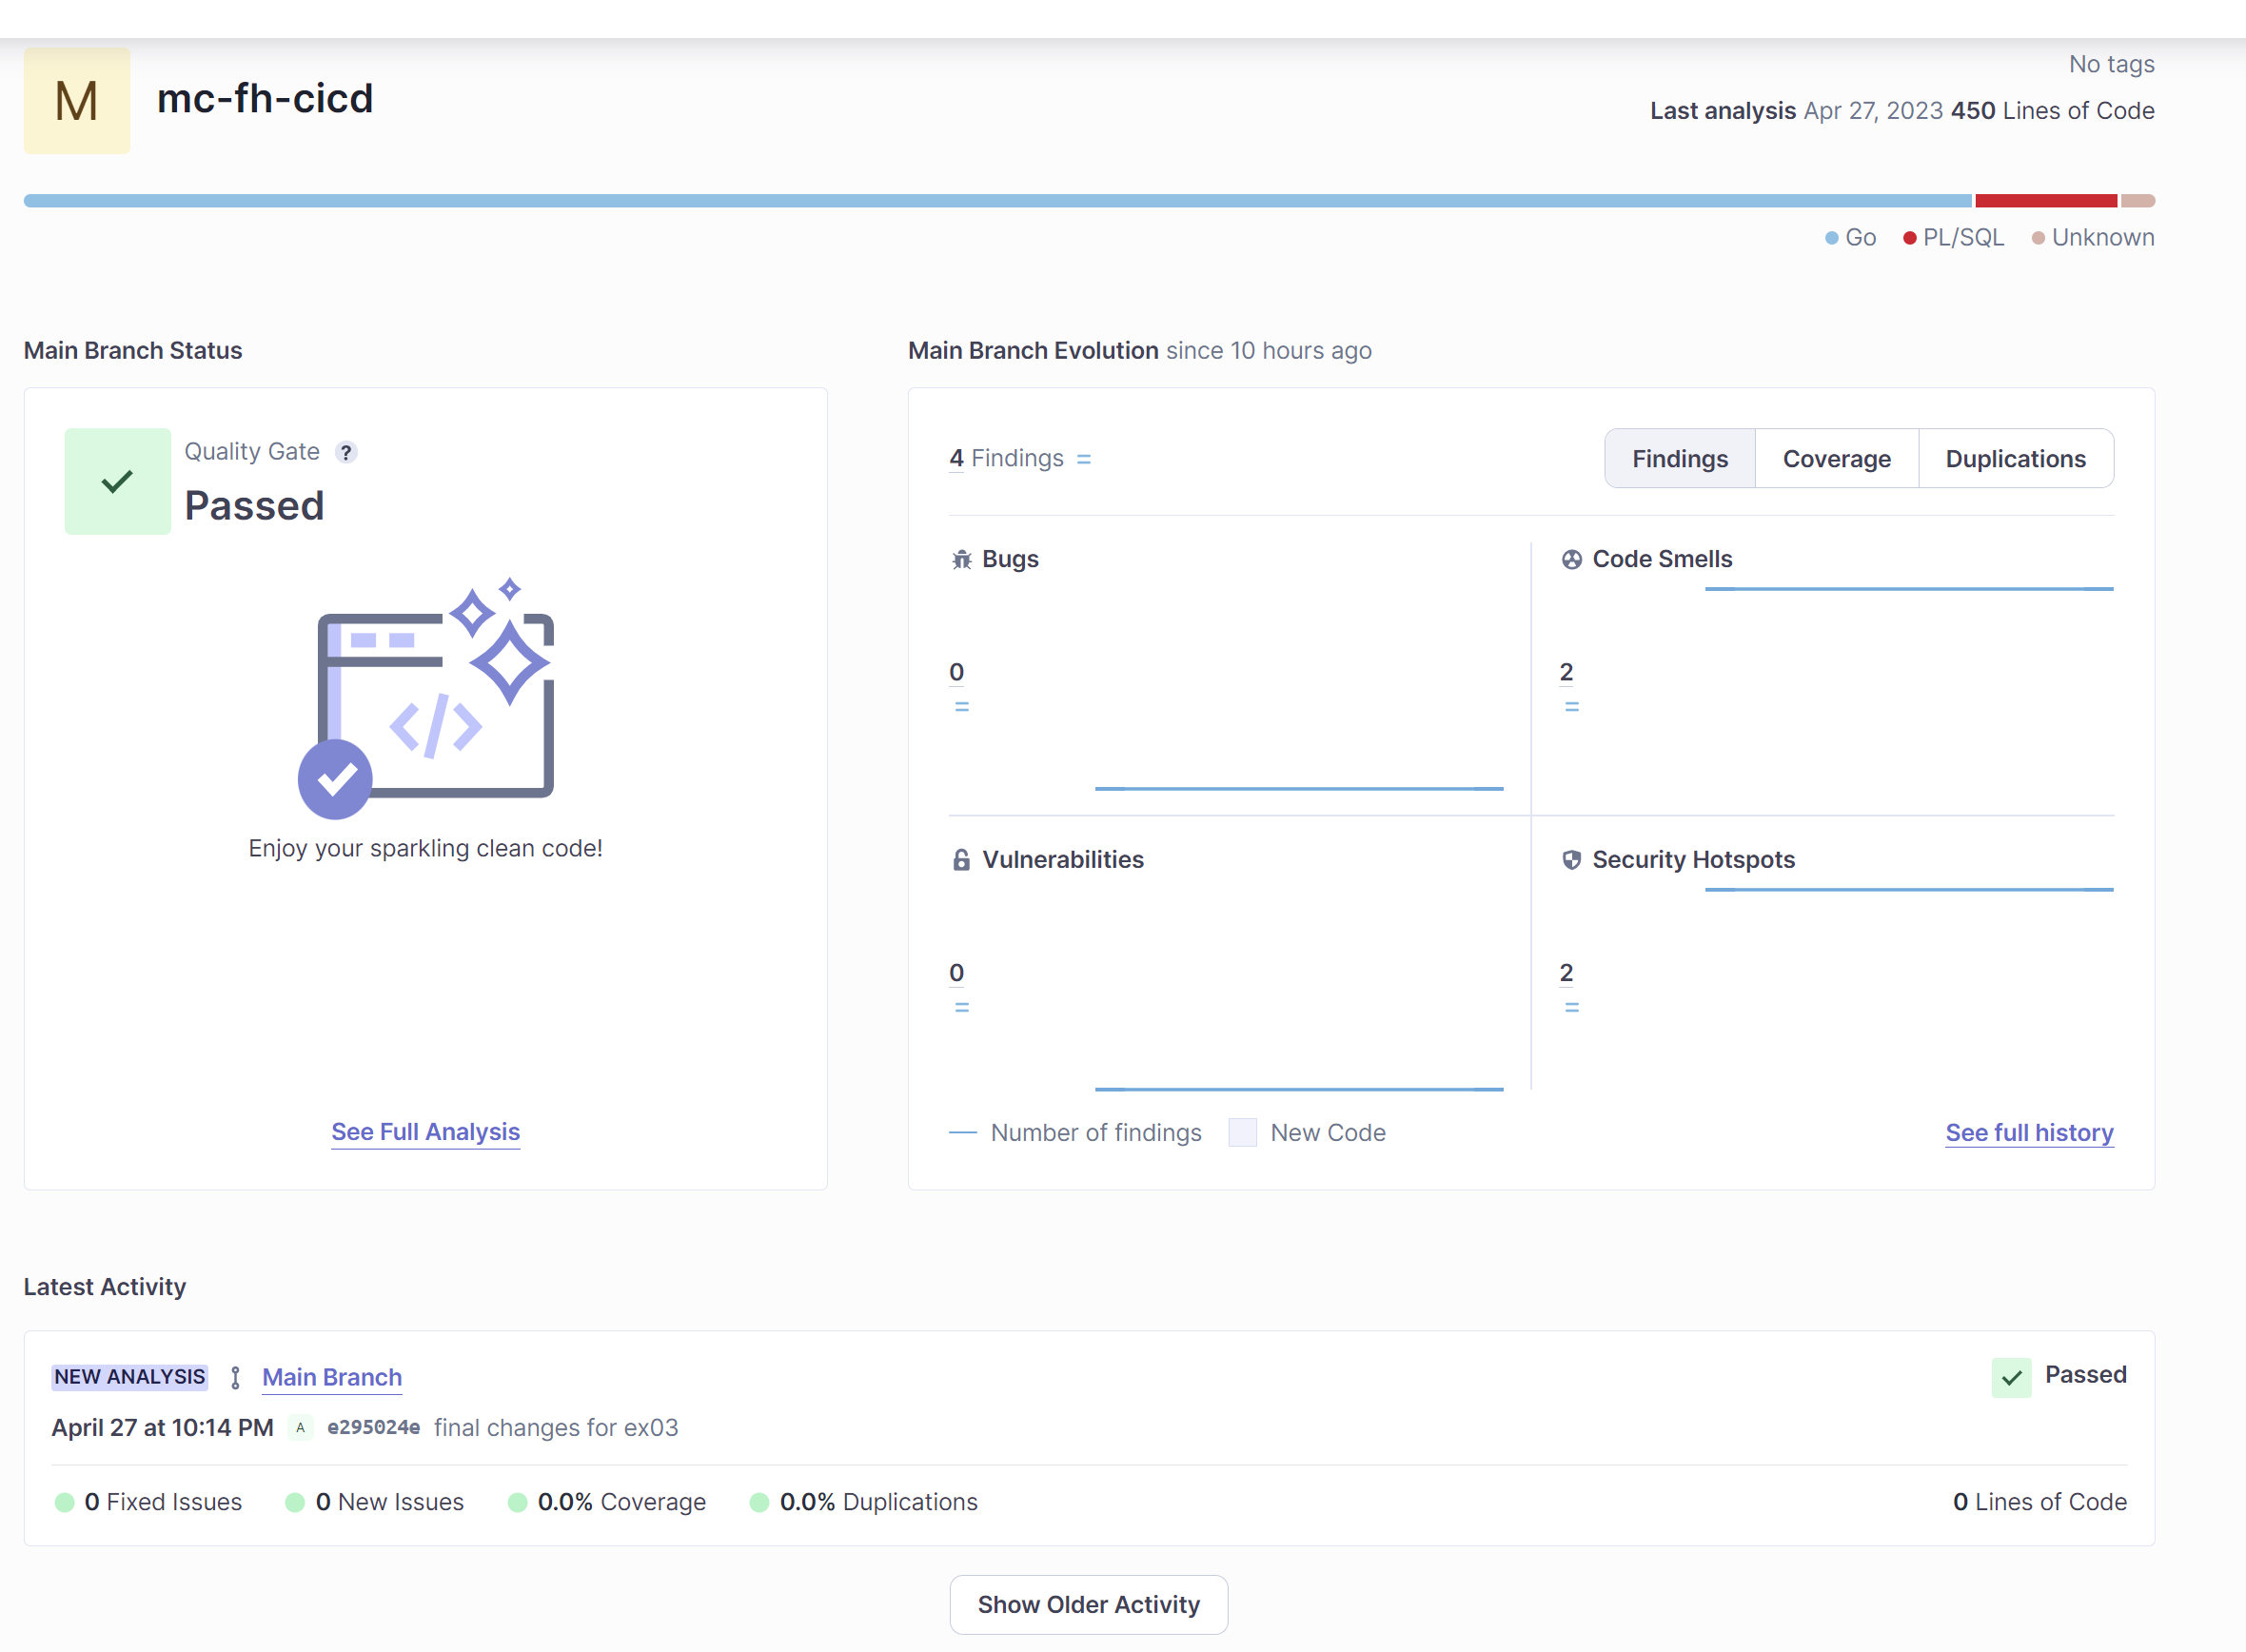 M
mc-fh-cicd
No tags
Last analysis Apr 27, 2023 450 Lines of Code
Go PL/SQL Unknown
Main Branch Status
Quality Gate ?
Passed
</>
Enjoy your sparkling clean code!
See Full Analysis
Main Branch Evolution since 10 hours ago
4 Findings =
Findings Coverage Duplications
Bugs
0
=
Code Smells
2
=
Vulnerabilities
0
=
Security Hotspots
2
=
Number of findings New Code
See full history
Latest Activity
NEW ANALYSIS Main Branch
Passed
April 27 at 10:14 PM A e295024e final changes for ex03
0 Fixed Issues 0 New Issues 0.0% Coverage 0.0% Duplications 0 Lines of Code
Show Older Activity